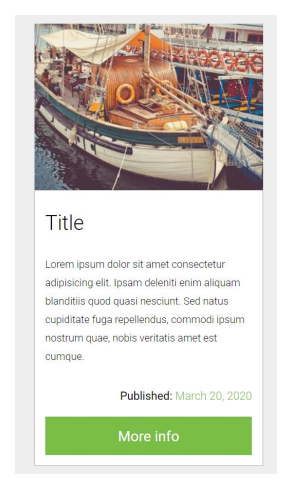 Title
Lorem ipsum dolor sit amet consectetur
adipisicing elit. Ipsam deleniti enim aliquam
blanditiis quod quasi nesciunt. Sed natus
cupiditate fuga repellendus, commodi ipsum
nostrum quae, nobis veritatis amet est
cumque.
Published: March 20, 2020
More info